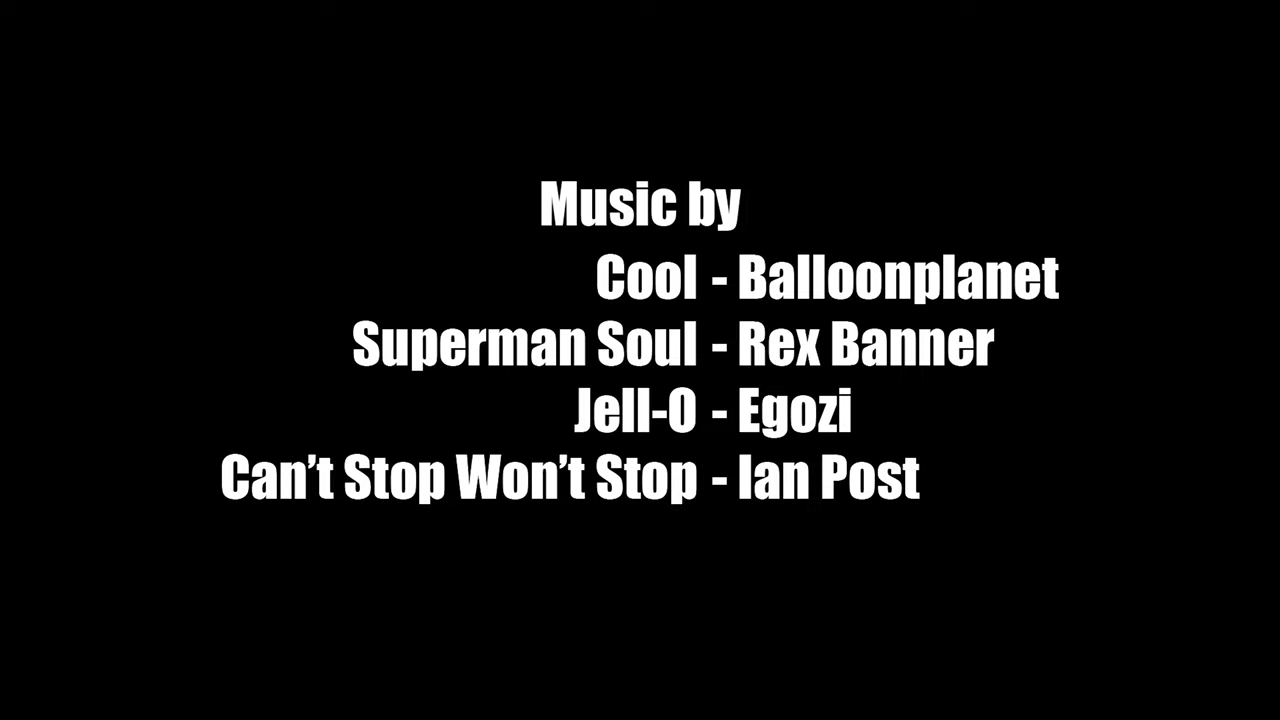 Music by
Cool - Balloonplanet
Superman Soul - Rex Banner
Jell-O - Egozi
Can’t Stop Won’t Stop - Ian Post